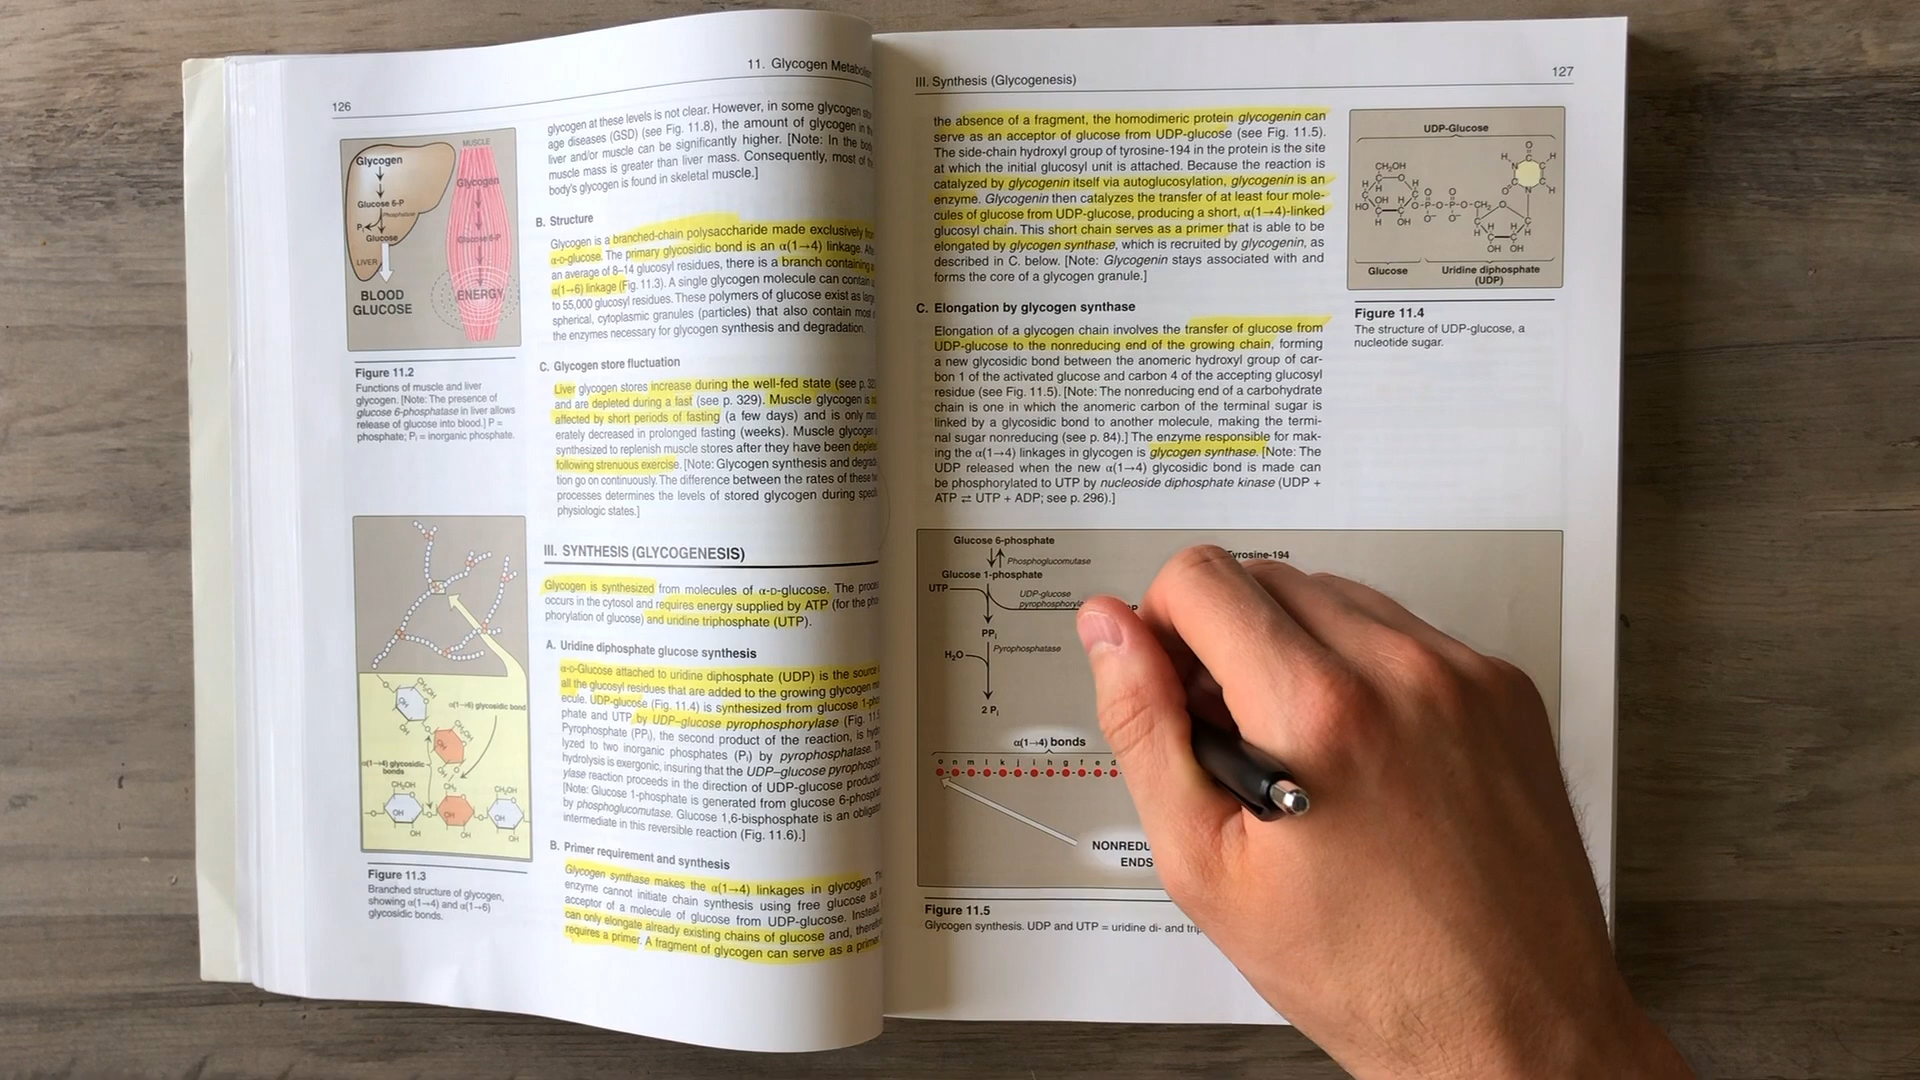 11. Glycogen
126
Glycogen
Glucose 6-P
Phosphatase
Pi
Glucose
LIVER
BLOOD
GLUCOSE
MUSCLE
Glycogen
Glucose 6-P
ENERGY
Figure 11.2
Functions of muscle and liver
glycogen. [Note: The presence of
glucose 6-phosphatase in liver allows
release of glucose into blood.] P =
phosphate; Pi = inorganic phosphate.
CH₂OH
OH
OH
α(1→6) glycosidic bond
CH₂OH
OH
OH
α(1→4) glycosidic
bonds
CH₂OH
CH₂
CH₂OH
OH
OH
OH
OH
OH
OH
Figure 11.3
Branched structure of glycogen,
showing α(1→4) and α(1→6)
glycosidic bonds.
glycogen at these levels is not clear. However, in some glycogen
age diseases (GSD) (see Fig. 11.8), the amount of glycogen in
liver and/or muscle can be significantly higher. [Note: In the
muscle mass is greater than liver mass. Consequently, most of
body's glycogen is found in skeletal muscle.]
B. Structure
Glycogen is a branched-chain polysaccharide made exclusively
α-D-glucose. The primary glycosidic bond is an α(1→4) linkage.
an average of 8–14 glucosyl residues, there is a branch containing
α(1→6) linkage (Fig. 11.3). A single glycogen molecule can contain
to 55,000 glucosyl residues. These polymers of glucose exist as
spherical, cytoplasmic granules (particles) that also contain
the enzymes necessary for glycogen synthesis and degradation.
C. Glycogen store fluctuation
Liver glycogen stores increase during the well-fed state (see p.
and are depleted during a fast (see p. 329). Muscle glycogen is
affected by short periods of fasting (a few days) and is only
erately decreased in prolonged fasting (weeks). Muscle glycogen
synthesized to replenish muscle stores after they have been
following strenuous exercise. [Note: Glycogen synthesis and
tion go on continuously. The difference between the rates of these
processes determines the levels of stored glycogen during
physiologic states.]
III. SYNTHESIS (GLYCOGENESIS)
Glycogen is synthesized from molecules of α-D-glucose. The
occurs in the cytosol and requires energy supplied by ATP (for the
phorylation of glucose) and uridine triphosphate (UTP).
A. Uridine diphosphate glucose synthesis
α-D-Glucose attached to uridine diphosphate (UDP) is the source
all the glucosyl residues that are added to the growing glycogen
ecule. UDP-glucose (Fig. 11.4) is synthesized from glucose
phate and UTP by UDP–glucose pyrophosphorylase (Fig.
Pyrophosphate (PPi), the second product of the reaction, is
lyzed to two inorganic phosphates (Pi) by pyrophosphatase.
hydrolysis is exergonic, insuring that the UDP–glucose
ylase reaction proceeds in the direction of UDP-glucose
[Note: Glucose 1-phosphate is generated from glucose
by phosphoglucomutase. Glucose 1,6-bisphosphate is an
intermediate in this reversible reaction (Fig. 11.6).]
B. Primer requirement and synthesis
Glycogen synthase makes the α(1→4) linkages in glycogen.
enzyme cannot initiate chain synthesis using free glucose as
acceptor of a molecule of glucose from UDP-glucose. Instead,
can only elongate already existing chains of glucose and,
requires a primer. A fragment of glycogen can serve as a
III. Synthesis (Glycogenesis)
127
the absence of a fragment, the homodimeric protein glycogenin can
serve as an acceptor of glucose from UDP-glucose (see Fig. 11.5).
The side-chain hydroxyl group of tyrosine-194 in the protein is the site
at which the initial glucosyl unit is attached. Because the reaction is
catalyzed by glycogenin itself via autoglucosylation, glycogenin is an
enzyme. Glycogenin then catalyzes the transfer of at least four mole-
cules of glucose from UDP-glucose, producing a short, α(1→4)-linked
glucosyl chain. This short chain serves as a primer that is able to be
elongated by glycogen synthase, which is recruited by glycogenin, as
described in C. below. [Note: Glycogenin stays associated with and
forms the core of a glycogen granule.]
C. Elongation by glycogen synthase
Elongation of a glycogen chain involves the transfer of glucose from
UDP-glucose to the nonreducing end of the growing chain, forming
a new glycosidic bond between the anomeric hydroxyl group of car-
bon 1 of the activated glucose and carbon 4 of the accepting glucosyl
residue (see Fig. 11.5). [Note: The nonreducing end of a carbohydrate
chain is one in which the anomeric carbon of the terminal sugar is
linked by a glycosidic bond to another molecule, making the termi-
nal sugar nonreducing (see p. 84).] The enzyme responsible for mak-
ing the α(1→4) linkages in glycogen is glycogen synthase. [Note: The
UDP released when the new α(1→4) glycosidic bond is made can
be phosphorylated to UTP by nucleoside diphosphate kinase (UDP +
ATP ⇄ UTP + ADP; see p. 296).]
UDP-Glucose
CH₂OH
HO
OH
OH
O-P-O-P-O-CH₂
OH OH
Glucose
Uridine diphosphate
(UDP)
Figure 11.4
The structure of UDP-glucose, a
nucleotide sugar.
Glucose 6-phosphate
Phosphoglucomutase
Glucose 1-phosphate
UTP
UDP-glucose
PPi
H₂O
Pyrophosphatase
2 Pi
Tyrosine-194
α(1→4) bonds
o n m l k j i h g f e d
ENDS
Figure 11.5
Glycogen synthesis. UDP and UTP = uridine di- and